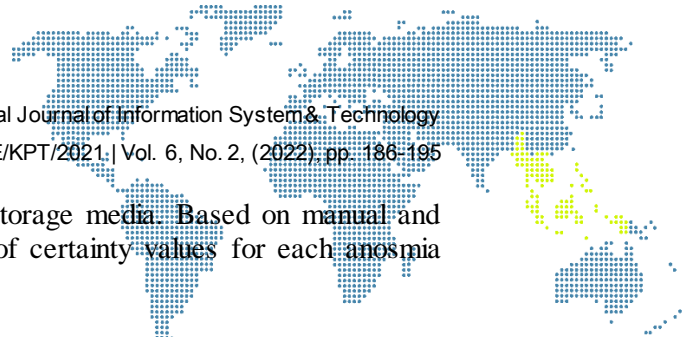 al Journal of Information System & Technology
E/KPT/2021 | Vol. 6, No. 2, (2022), pp. 186-195
torage media. Based on manual and
of certainty values for each anosmia